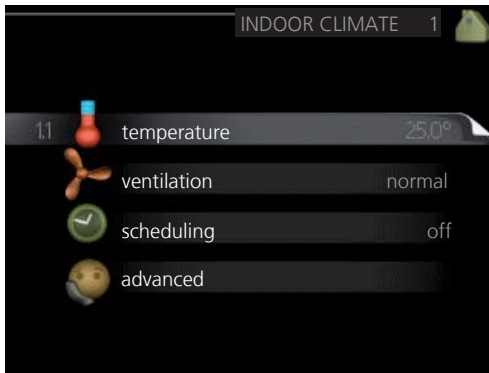 INDOOR CLIMATE 1
1.1 temperature 25.0°
ventilation normal
scheduling off
advanced